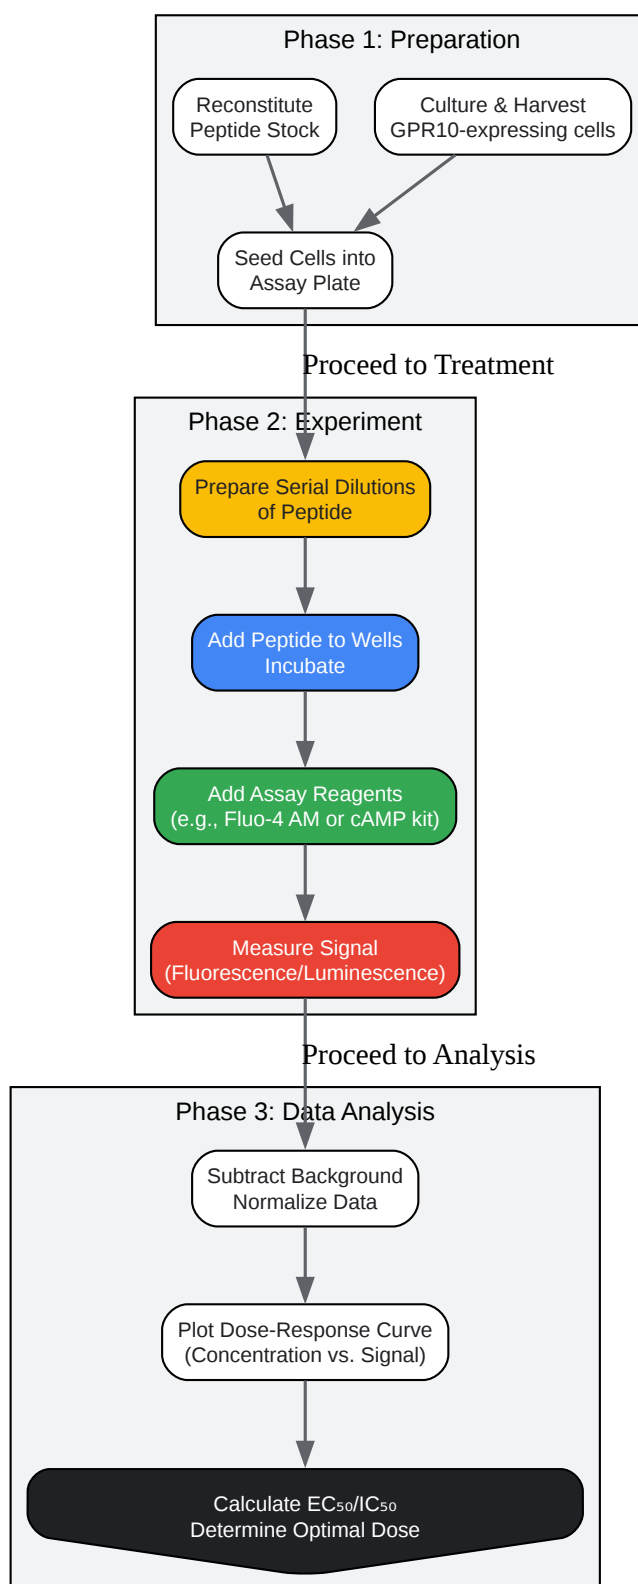 Phase 1: Preparation
Reconstitute
Peptide Stock
Culture & Harvest
GPR10-expressing cells
Seed Cells into
Assay Plate
Proceed to Treatment
Phase 2: Experiment
Prepare Serial Dilutions
of Peptide
Add Peptide to Wells
Incubate
Add Assay Reagents
(e.g., Fluo-4 AM or cAMP kit)
Measure Signal
(Fluorescence/Luminescence)
Proceed to Analysis
Phase 3: Data Analysis
Subtract Background
Normalize Data
Plot Dose-Response Curve
(Concentration vs. Signal)
Calculate EC₅₀/IC₅₀
Determine Optimal Dose